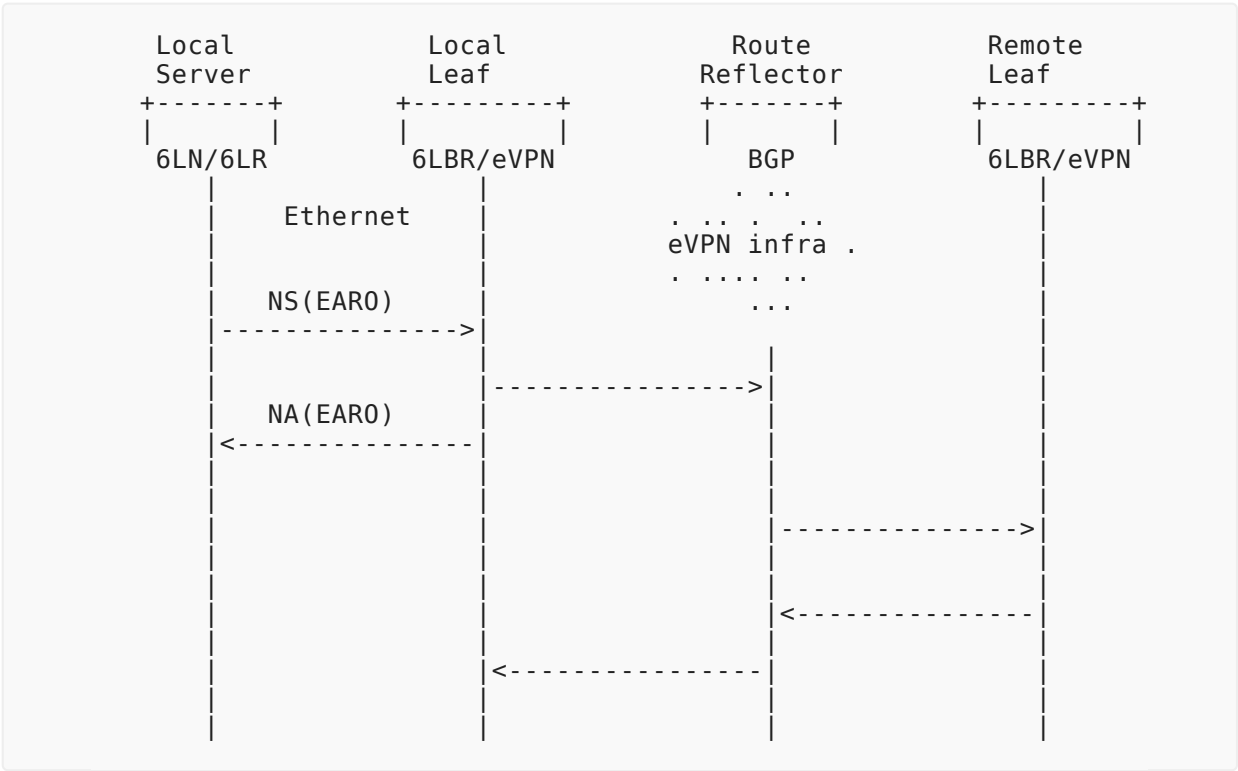 Local Local Route Remote
Server Leaf Reflector Leaf
+-------+ +---------+ +-------+ +---------+
| | | | | | | |
6LN/6LR 6LBR/eVPN BGP 6LBR/eVPN
| | . .. |
| Ethernet | . .. . .. |
| | eVPN infra . |
| | . .... .. |
| NS(EARO) | ... |
|--------------->| |
| | | |
| |---------------->| |
| NA(EARO) | | |
|<---------------| | |
| | | |
| | | |
| | |--------------->|
| | | |
| | | |
| | |<---------------|
| | | |
| |<----------------| |
| | | |
| | | |